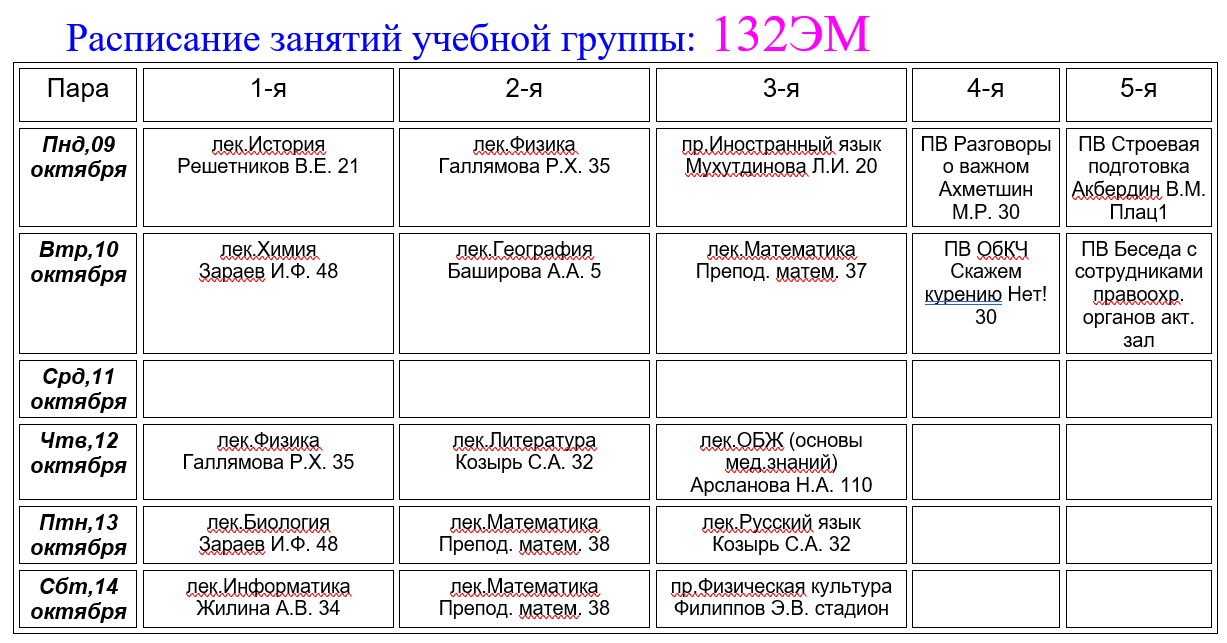 Расписание занятий учебной группы: 132ЭМ
Пара
1-я
2-я
3-я
4-я
5-я
Пнд,09
октября
лек.История
Решетников В.Е. 21
лек.Физика
Галлямова Р.Х. 35
пр.Иностранный язык
Мухутдинова Л.И. 20
ПВ Разговоры
о важном
Ахметшин
М.Р. 30
ПВ Строевая
подготовка
Акбердин В.М.
Плац1
Втр,10
октября
лек.Химия
Зараев И.Ф. 48
лек.География
Баширова А.А. 5
лек.Математика
Препод. матем. 37
ПВ ОбКЧ
Скажем
курению Нет!
30
ПВ Беседа с
сотрудниками
правоохр.
органов акт.
зал
Срд,11
октября
Чтв,12
октября
лек.Физика
Галлямова Р.Х. 35
лек.Литература
Козырь С.А. 32
лек.ОБЖ (основы
мед.знаний)
Арсланова Н.А. 110
Птн,13
октября
лек.Биология
Зараев И.Ф. 48
лек.Математика
Препод. матем. 38
лек.Русский язык
Козырь С.А. 32
Сбт,14
октября
лек.Информатика
Жилина А.В. 34
лек.Математика
Препод. матем. 38
пр.Физическая культура
Филиппов Э.В. стадион